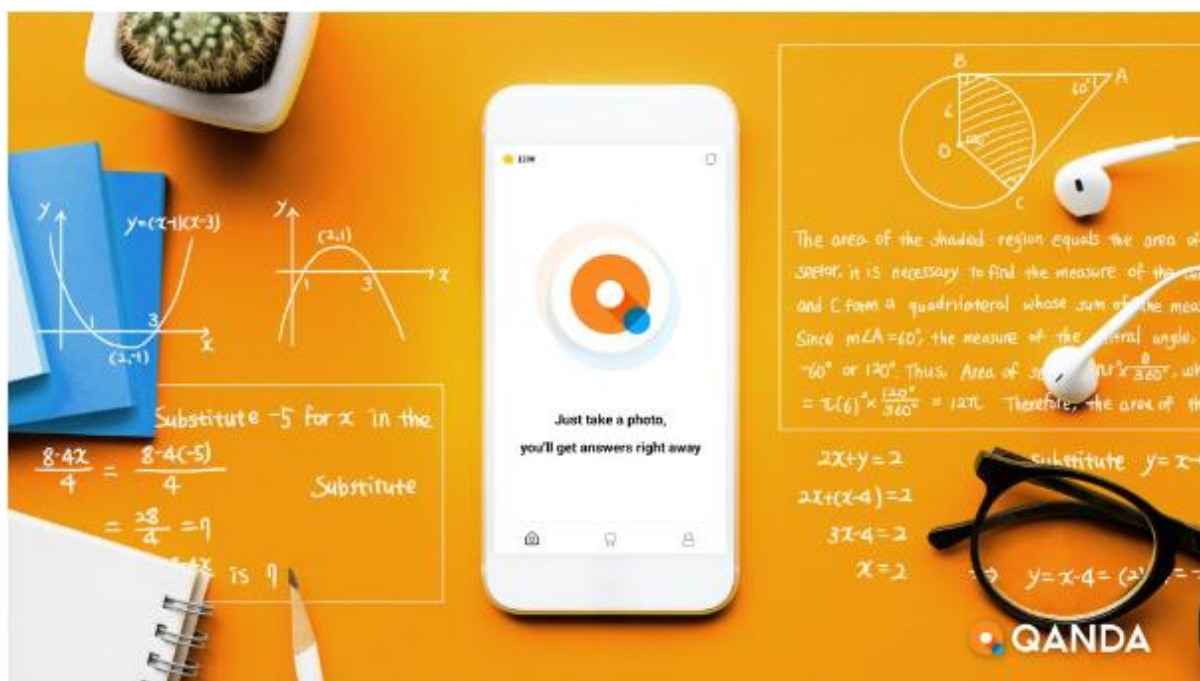 y
y=(x-1)(x-3)
1
3
x
(2,-1)
y
(2,1)
1
3
x
Substitute -5 for x in the
8-4x/4 = 8-4(-5)/4
Substitute
= 28/4 = 7
is 7
Just take a photo,
you'll get answers right away
B
60°
A
6
O
C
The area of the shaded region equals the area of
sector, it is necessary to find the measure of the
and C form a quadrilateral whose sum of the
Since m∠A=60°, the measure of the angle.
-60° or 120°. Thus, Area of
θ/360°
= π(6)²× 120°/360° = 12π Therefore, the area of
2x+y=2
substitute y=x-
2x+(x-4)=2
3x-4=2
x=2
y=x-4=
QANDA